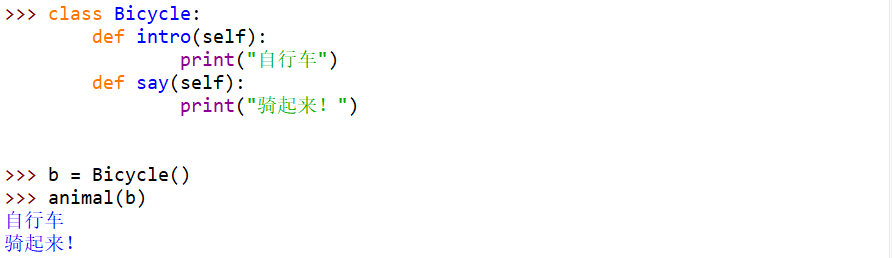 >>> class Bicycle:
        def intro(self):
                print("自行车")
        def say(self):
                print("骑起来！")
>>> b = Bicycle()
>>> animal(b)
自行车
骑起来！